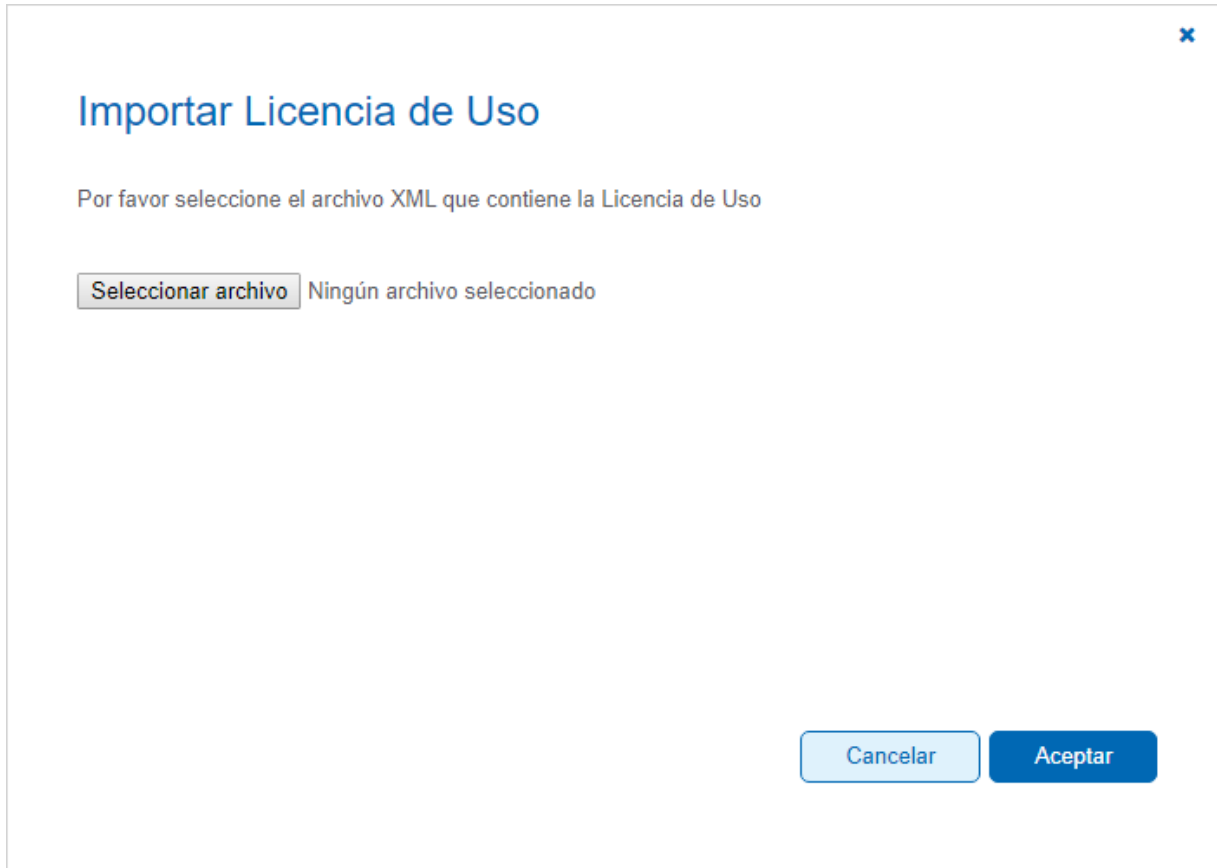 Importar Licencia de Uso
Por favor seleccione el archivo XML que contiene la Licencia de Uso
Seleccionar archivo Ningún archivo seleccionado
Cancelar Aceptar